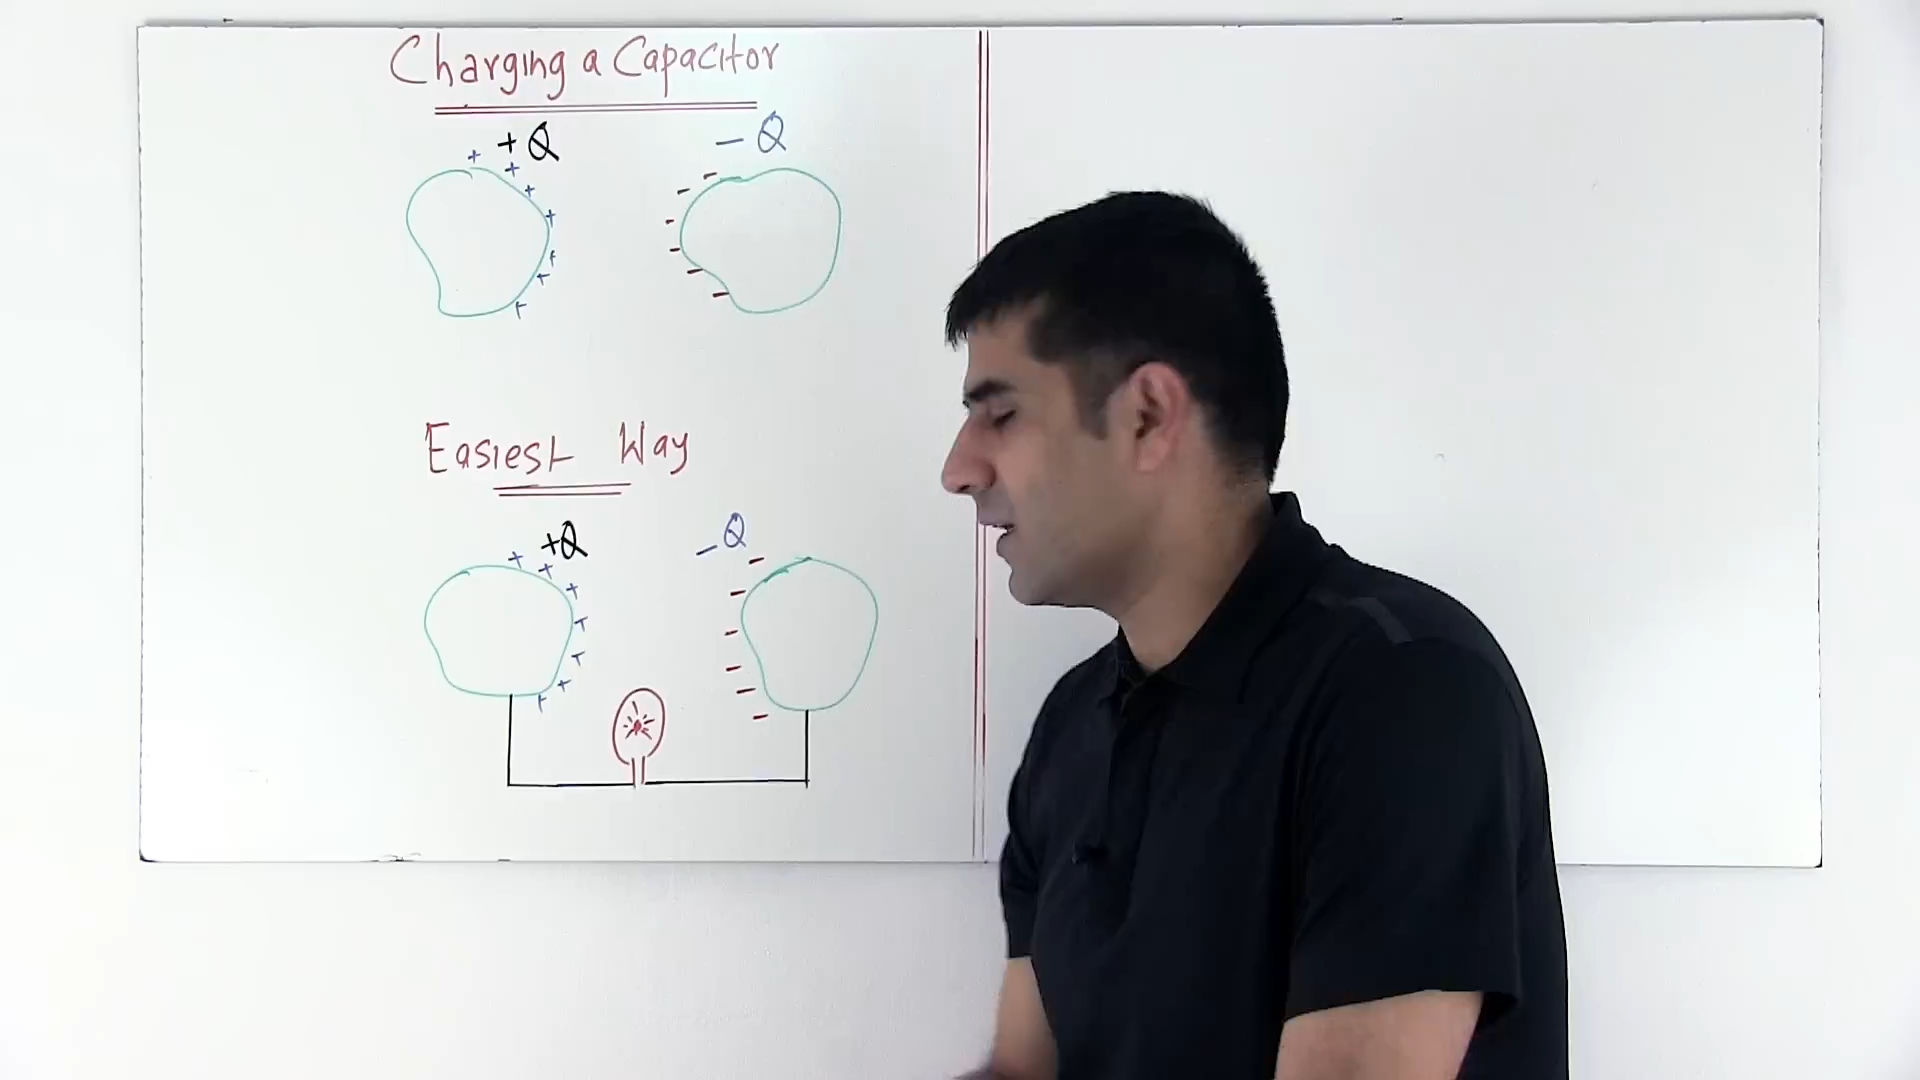 Charging a Capacitor
+Q
-Q
Easiest Way
+Q
-Q